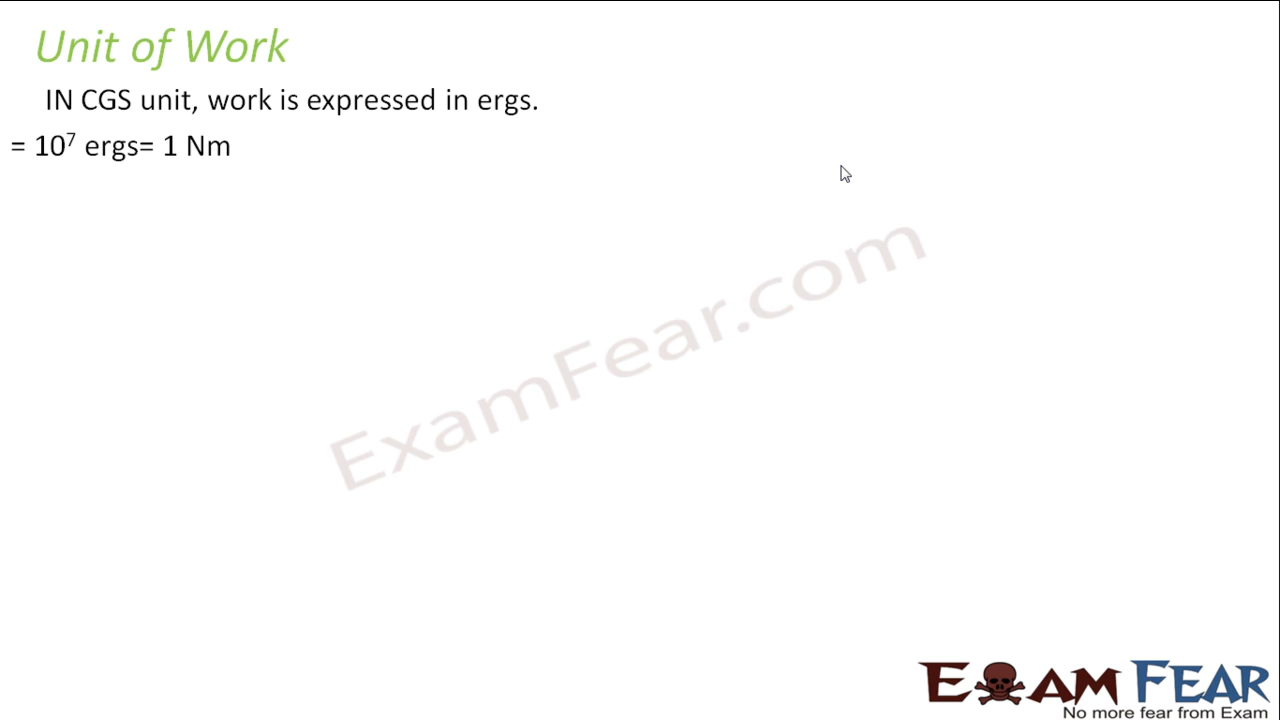 Unit of Work
IN CGS unit, work is expressed in ergs.
= 10⁷ ergs= 1 Nm
ExamFear.com
EXAM FEAR
No more fear from Exam